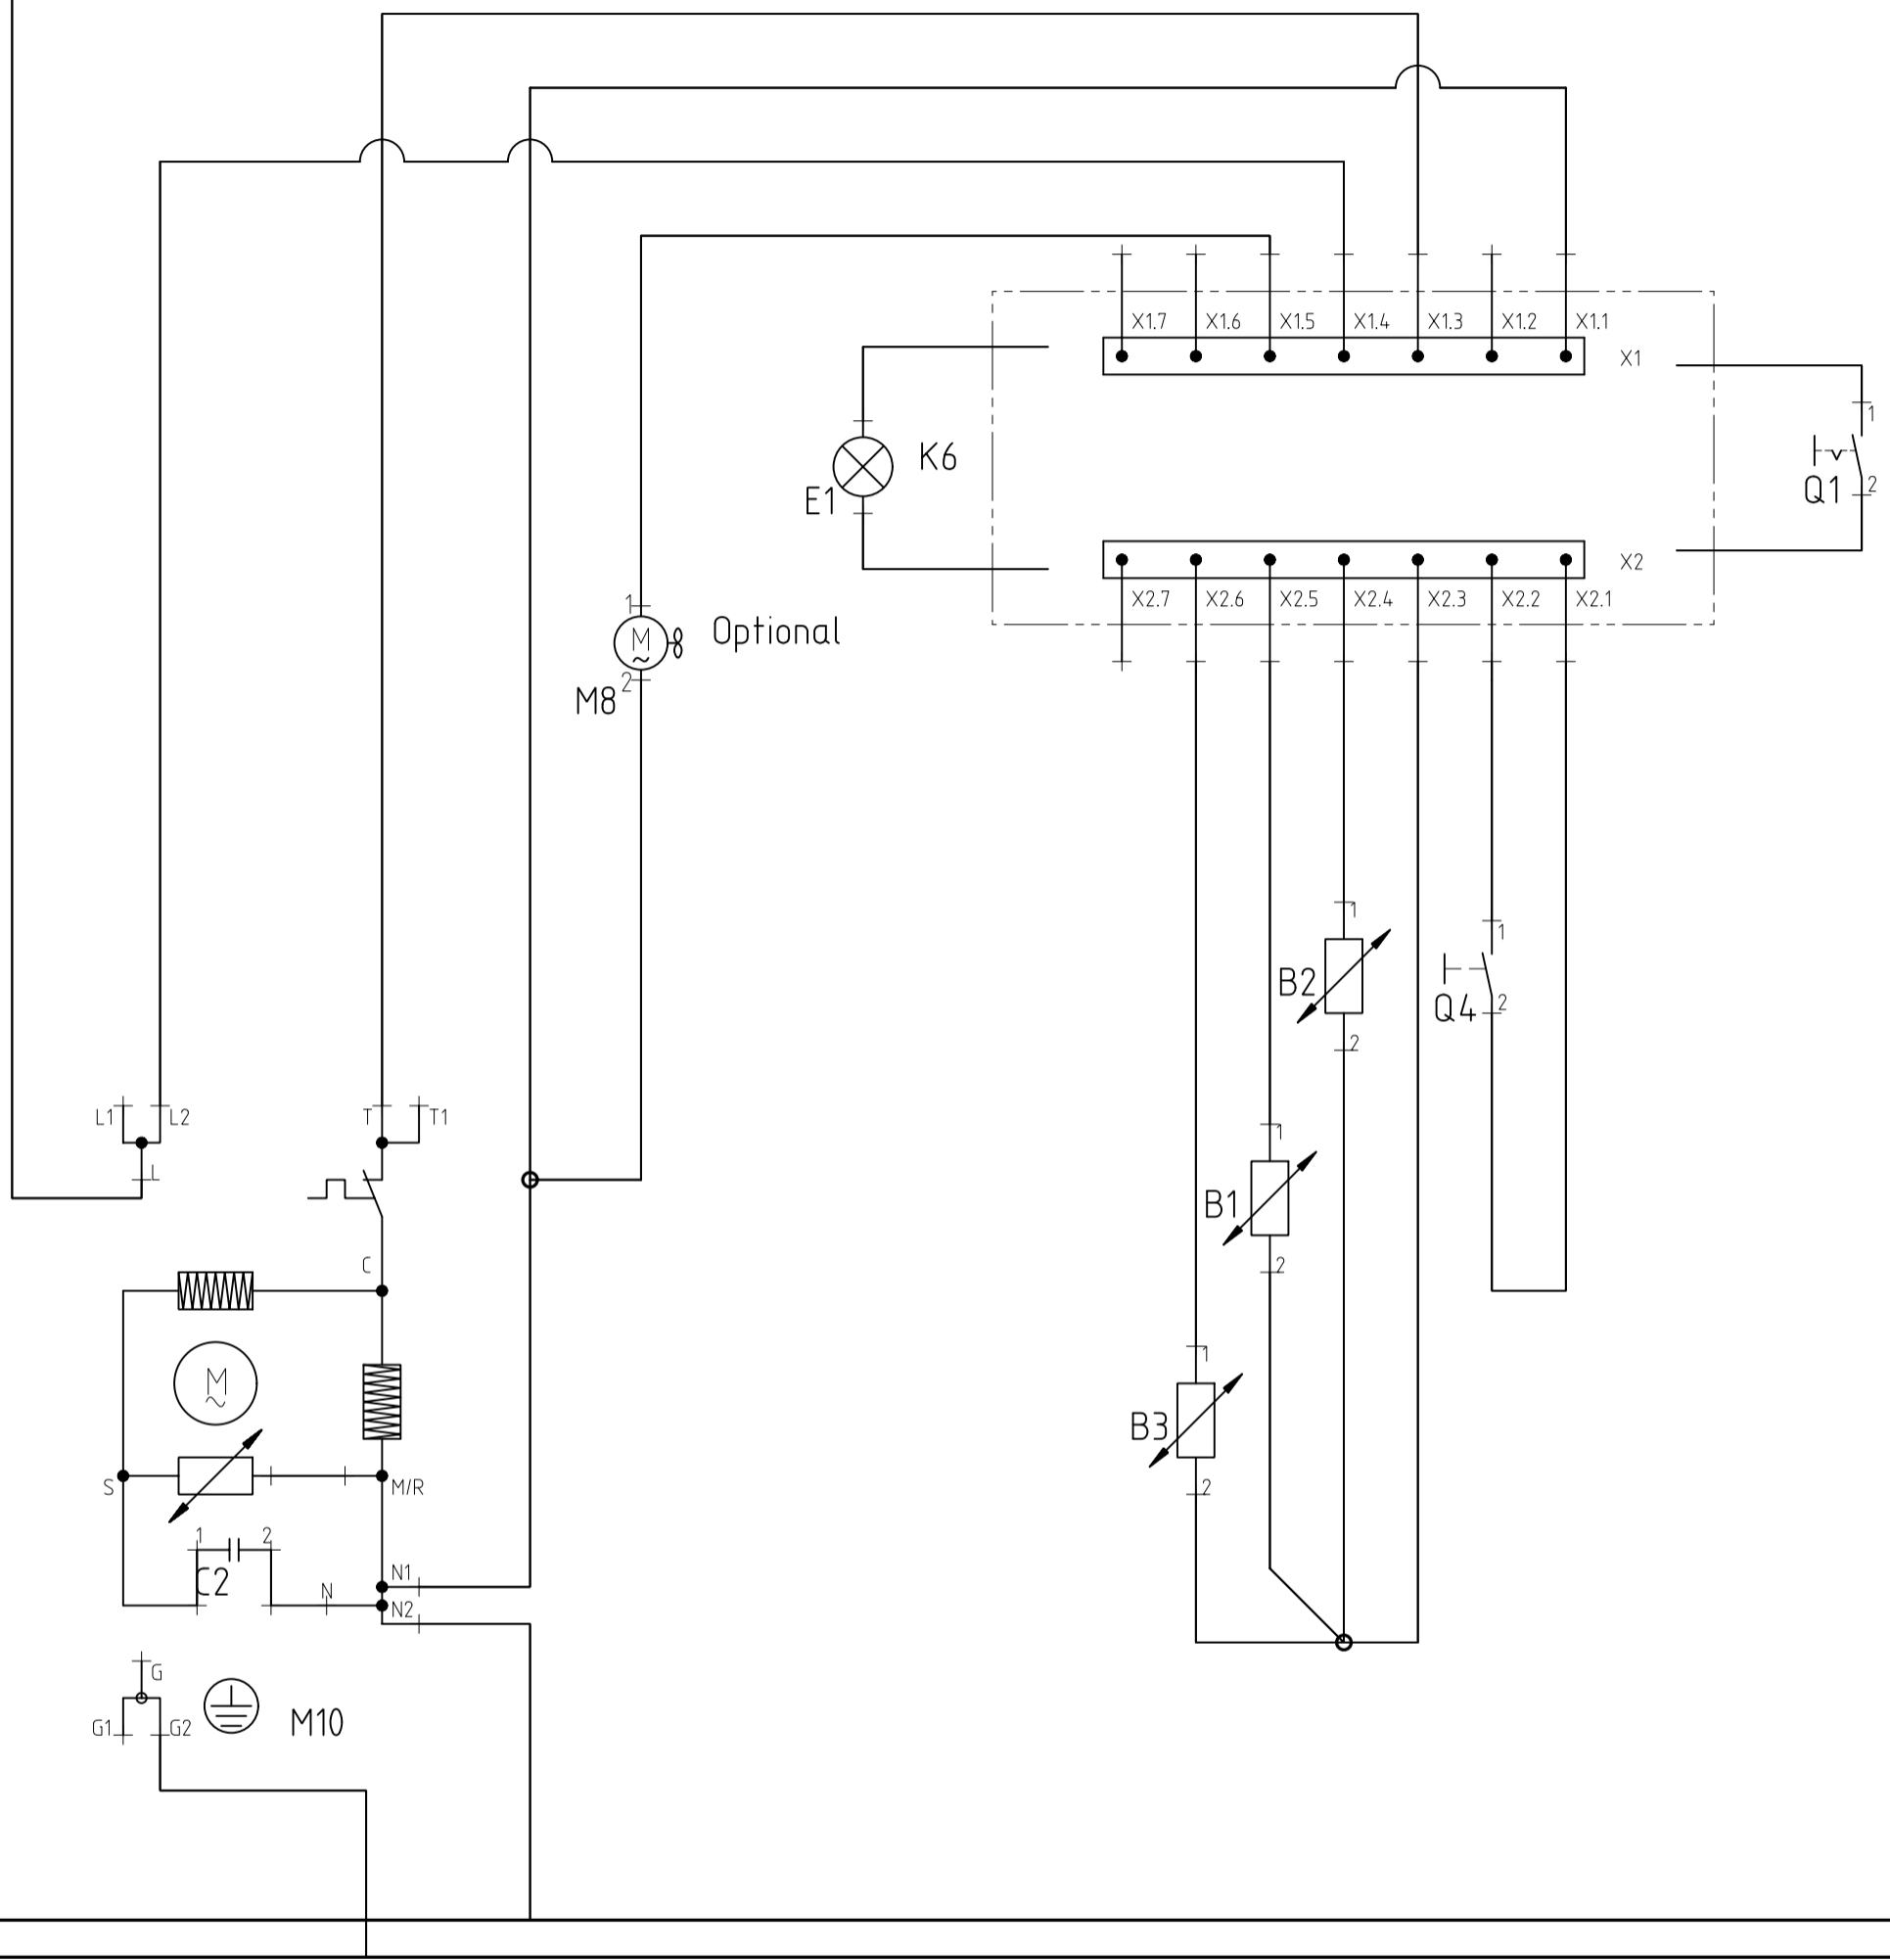 X1.7 X1.6 X1.5 X1.4 X1.3 X1.2 X1.1
X1
1
K6
E1
Q1
2
X2
X2.7 X2.6 X2.5 X2.4 X2.3 X2.2 X2.1
1
M
Optional
2
M8
1
1
B2
Q4
2
2
L1 L2 T T1
1
L
B1
C
2
1
M
B3
S M/R
2
1 2
C2
N
N1
N2
G
G1 G2
M10